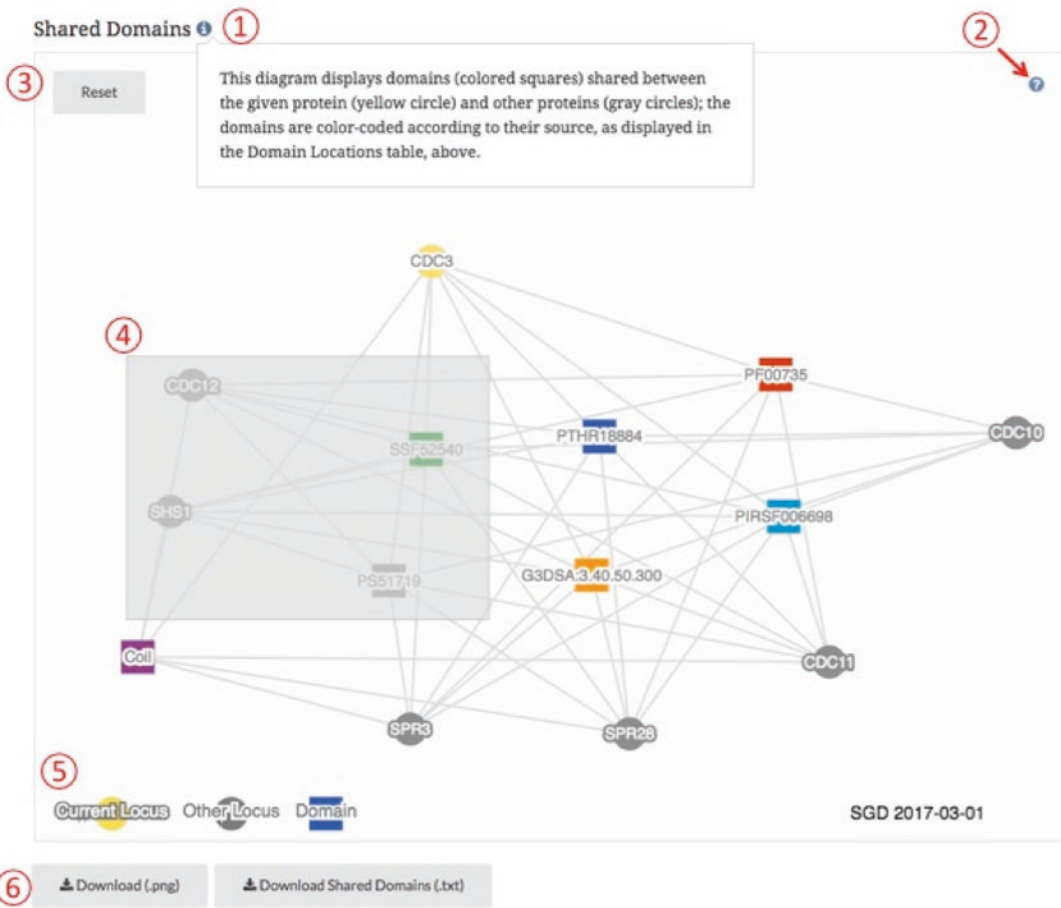 Shared Domains
①
②
③
Reset
This diagram displays domains (colored squares) shared between
the given protein (yellow circle) and other proteins (gray circles); the
domains are color-coded according to their source, as displayed in
the Domain Locations table, above.
CDC3
④
CDC12
PF00735
SSF52540
PTHR18884
CDC10
SHS1
PIRSF006698
PS51719
G3DSA:3.40.50.300
Coil
CDC11
SPR3
SPR28
⑤
Current Locus
Other Locus
Domain
SGD 2017-03-01
⑥
Download (.png)
Download Shared Domains (.txt)